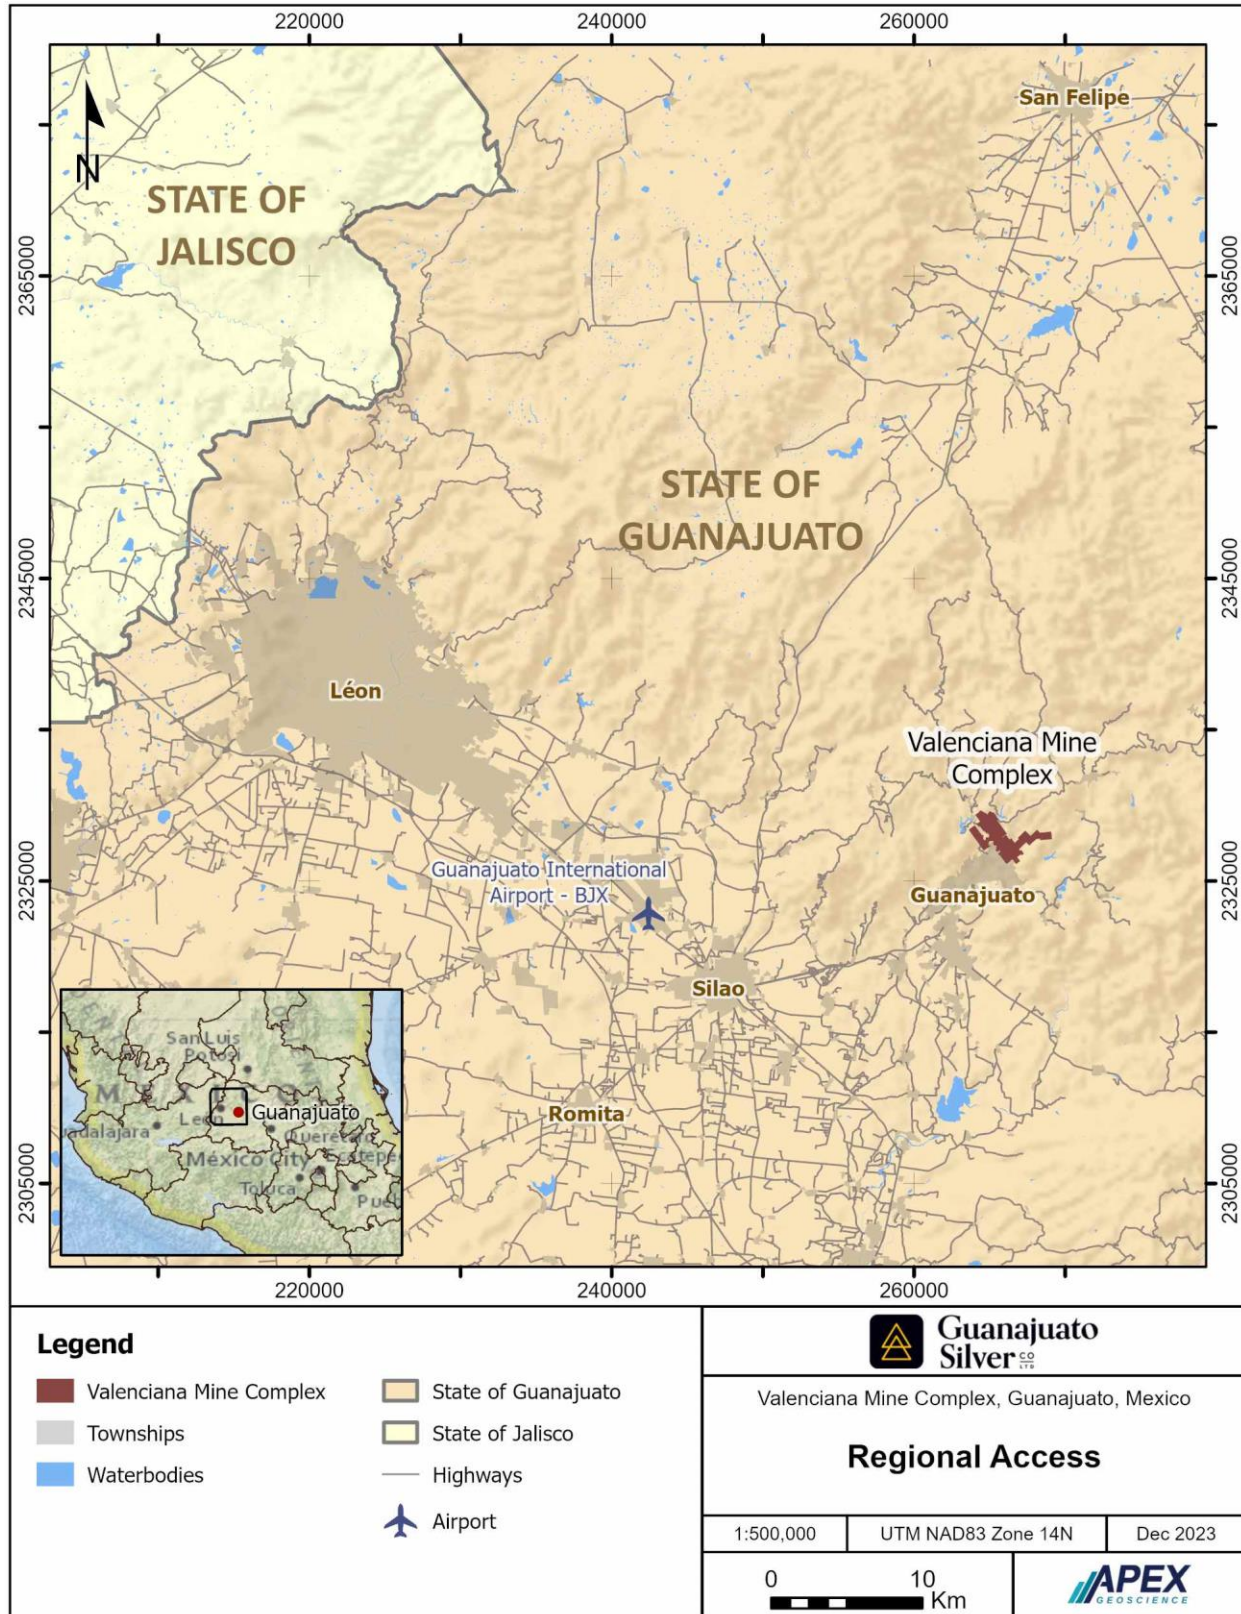 220000
240000
260000
San Felipe
N
STATE OF
JALISCO
2365000
2365000
STATE OF
GUANAJUATO
2345000
2345000
Léon
Valenciana Mine
Complex
Guanajuato International
Airport - BJX
2325000
2325000
Guanajuato
Silao
San Luis
Potosí
M E X I C O
León
Guanajuato
Querétaro
México City
Toluca
Romita
2305000
2305000
220000
240000
260000
Legend
Valenciana Mine Complex
Townships
Waterbodies
State of Guanajuato
State of Jalisco
Highways
Airport
Guanajuato
Silver CO LTD
Valenciana Mine Complex, Guanajuato, Mexico
Regional Access
1:500,000
UTM NAD83 Zone 14N
Dec 2023
0
10
Km
APEX
GEOSCIENCE